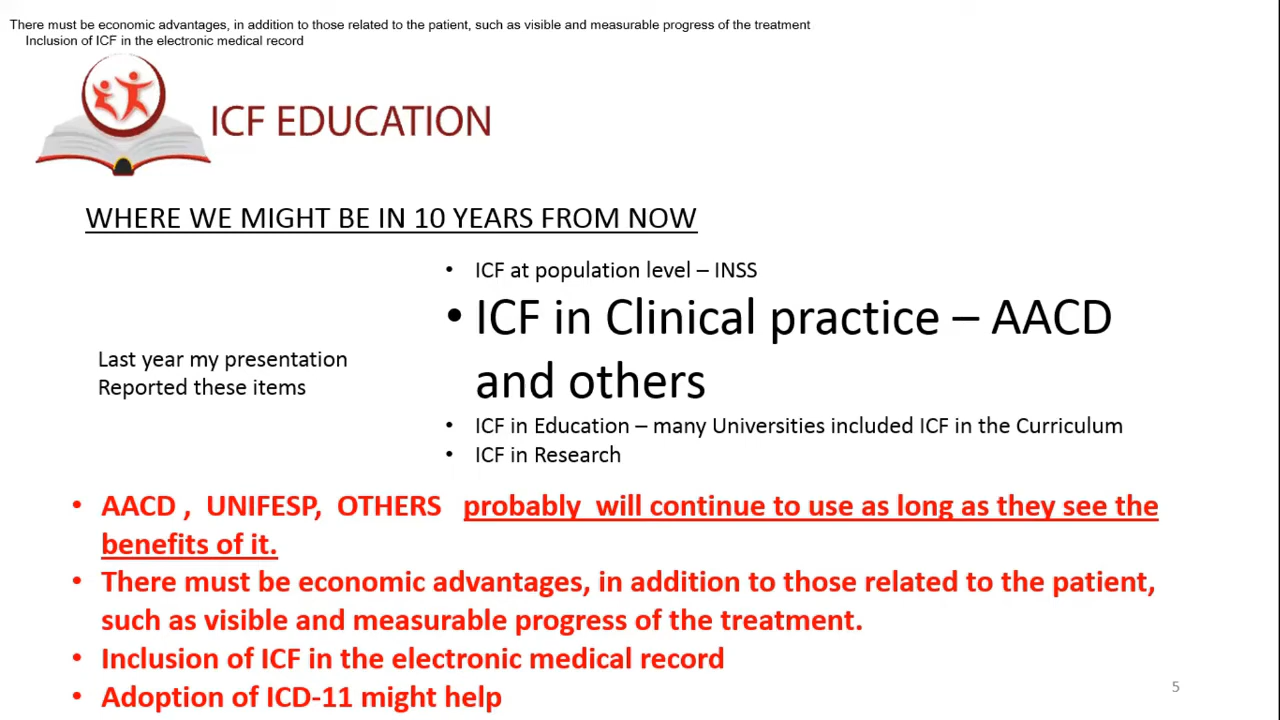 There must be economic advantages, in addition to those related to the patient, such as visible and measurable progress of the treatment
Inclusion of ICF in the electronic medical record
ICF EDUCATION
WHERE WE MIGHT BE IN 10 YEARS FROM NOW
• ICF at population level – INSS
• ICF in Clinical practice – AACD
and others
Last year my presentation
Reported these items
• ICF in Education – many Universities included ICF in the Curriculum
• ICF in Research
• AACD , UNIFESP, OTHERS probably will continue to use as long as they see the
benefits of it.
• There must be economic advantages, in addition to those related to the patient,
such as visible and measurable progress of the treatment.
• Inclusion of ICF in the electronic medical record
• Adoption of ICD-11 might help
5